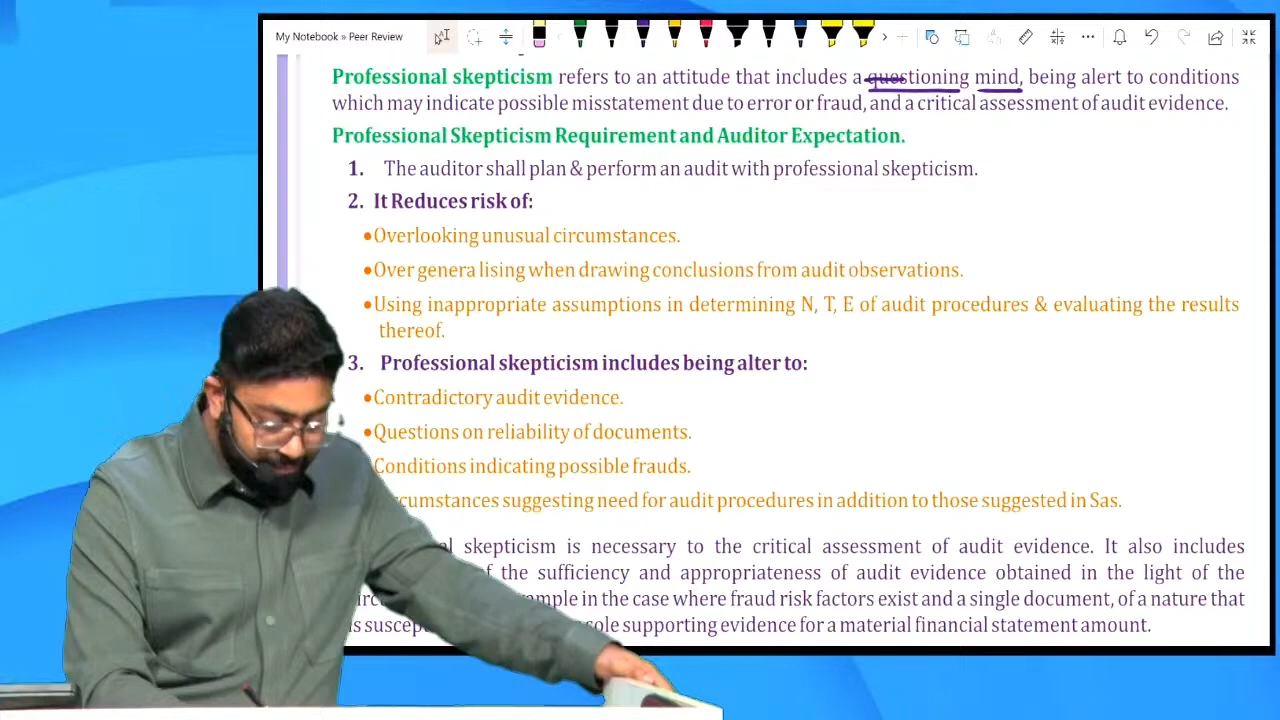 My Notebook » Peer Review
Professional skepticism refers to an attitude that includes a questioning mind, being alert to conditions
which may indicate possible misstatement due to error or fraud, and a critical assessment of audit evidence.
Professional Skepticism Requirement and Auditor Expectation.
1. The auditor shall plan & perform an audit with professional skepticism.
2. It Reduces risk of:
•Overlooking unusual circumstances.
•Over genera lising when drawing conclusions from audit observations.
•Using inappropriate assumptions in determining N, T, E of audit procedures & evaluating the results
thereof.
3. Professional skepticism includes being alter to:
•Contradictory audit evidence.
•Questions on reliability of documents.
Conditions indicating possible frauds.
suggesting need for audit procedures in addition to those suggested in Sas.
skepticism is necessary to the critical assessment of audit evidence. It also includes
the sufficiency and appropriateness of audit evidence obtained in the light of the
in the case where fraud risk factors exist and a single document, of a nature that
sole supporting evidence for a material financial statement amount.